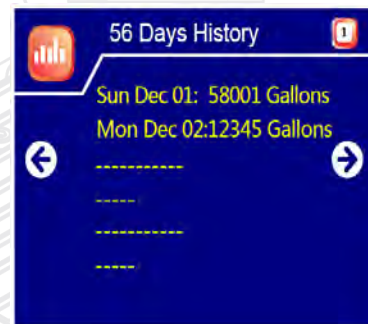 56 Days History
1
Sun Dec 01: 58001 Gallons
Mon Dec 02:12345 Gallons
-----------
-----
-----------
-----